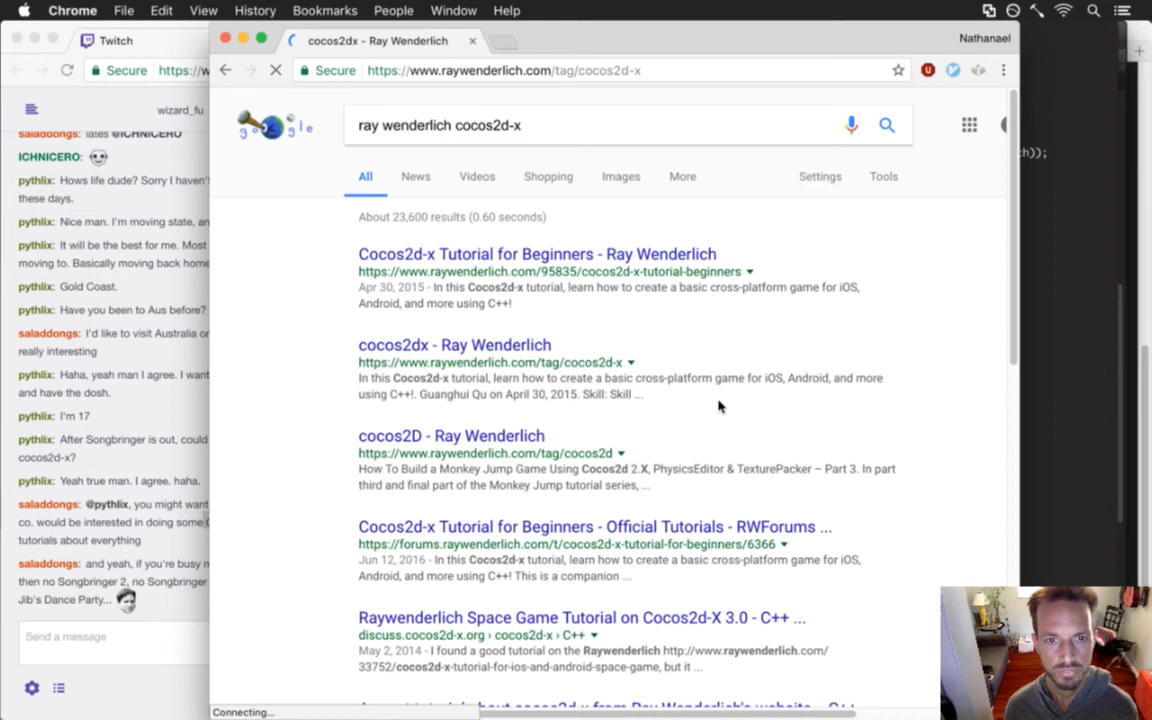 Chrome File Edit View History Bookmarks People Window Help
Twitch
cocos2dx - Ray Wenderlich
Nathanael
Secure https://w
Secure https://www.raywenderlich.com/tag/cocos2d-x
wizard_fu
saladdongs: lates @ICHNICERO
ICHNICERO:
pythlix: Hows life dude? Sorry I haven't
these days.
pythlix: Nice man. I'm moving state, an
pythlix: It will be the best for me. Most
moving to. Basically moving back home
pythlix: Gold Coast.
pythlix: Have you been to Aus before?
saladdongs: I'd like to visit Australia or
really interesting
pythlix: Haha, yeah man I agree. I want
and have the dosh.
pythlix: I'm 17
pythlix: After Songbringer is out, could
cocos2d-x?
pythlix: Yeah true man. I agree. haha.
saladdongs: @pythlix, you might want
co. would be interested in doing some
tutorials about everything
saladdongs: and yeah, if you're busy n
then no Songbringer 2, no Songbringer
Jib's Dance Party...
Send a message
google
ray wenderlich cocos2d-x
All News Videos Shopping Images More Settings Tools
About 23,600 results (0.60 seconds)
Cocos2d-x Tutorial for Beginners - Ray Wenderlich
https://www.raywenderlich.com/95835/cocos2d-x-tutorial-beginners
Apr 30, 2015 - In this Cocos2d-x tutorial, learn how to create a basic cross-platform game for iOS,
Android, and more using C++!
cocos2dx - Ray Wenderlich
https://www.raywenderlich.com/tag/cocos2d-x
In this Cocos2d-x tutorial, learn how to create a basic cross-platform game for iOS, Android, and more
using C++!. Guanghui Qu on April 30, 2015. Skill: Skill ...
cocos2D - Ray Wenderlich
https://www.raywenderlich.com/tag/cocos2d
How To Build a Monkey Jump Game Using Cocos2d 2.X, PhysicsEditor & TexturePacker – Part 3. In part
third and final part of the Monkey Jump tutorial series, ...
Cocos2d-x Tutorial for Beginners - Official Tutorials - RWForums ...
https://forums.raywenderlich.com/t/cocos2d-x-tutorial-for-beginners/6366
Jun 12, 2016 - In this Cocos2d-x tutorial, learn how to create a basic cross-platform game for iOS,
Android, and more using C++! This is a companion ...
Raywenderlich Space Game Tutorial on Cocos2d-X 3.0 - C++ ...
discuss.cocos2d-x.org › cocos2d-x › C++
May 2, 2014 - I found a good tutorial on the Raywenderlich http://www.raywenderlich.com/
33752/cocos2d-x-tutorial-for-ios-and-android-space-game, but it ...
Connecting...
ch));